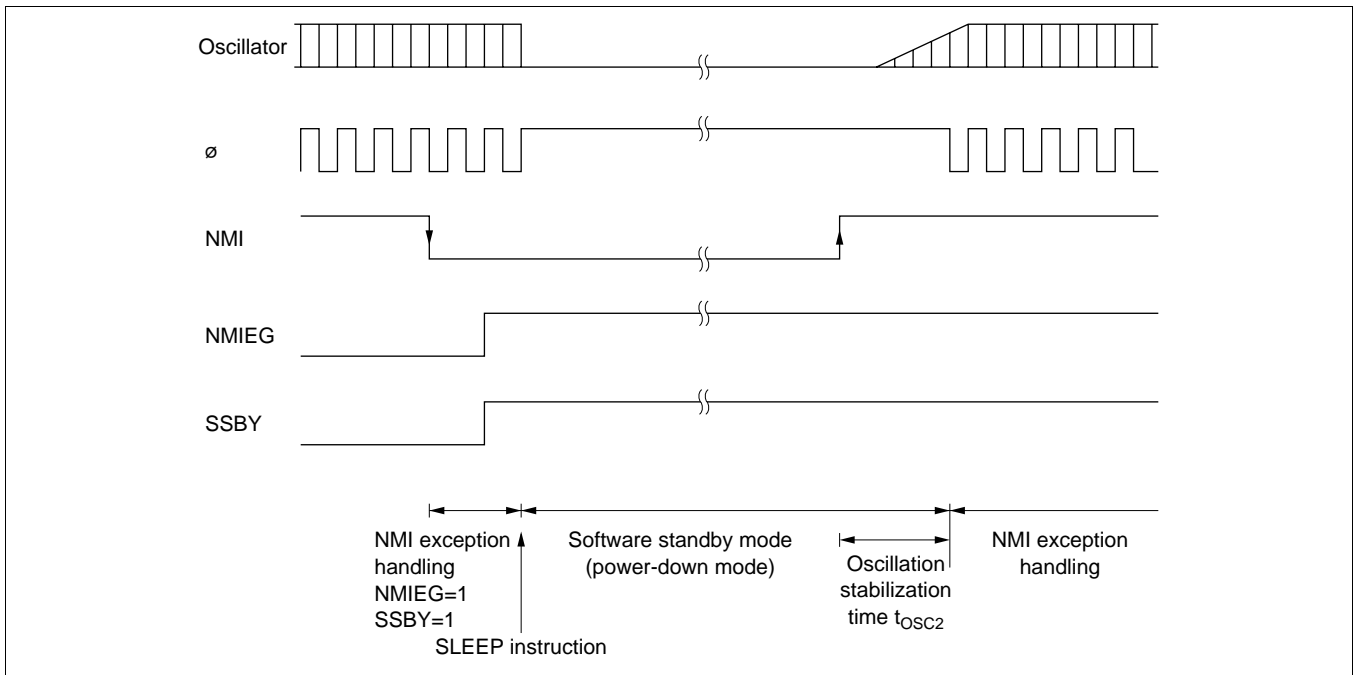 Oscillator
ø
NMI
NMIEG
SSBY
NMI exception
handling
NMIEG=1
SSBY=1
SLEEP instruction
Software standby mode
(power-down mode)
Oscillation
stabilization
time tOSC2
NMI exception
handling